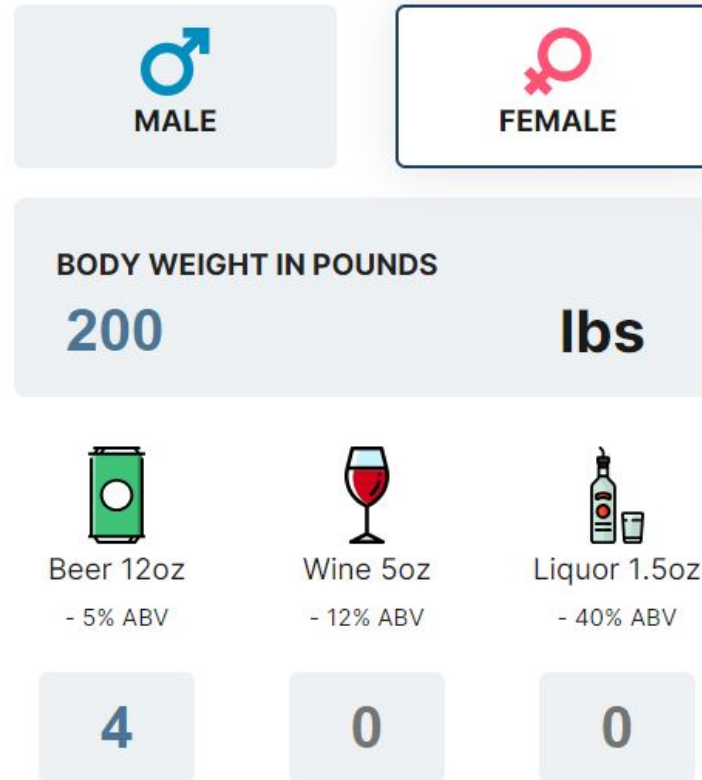 MALE FEMALE
BODY WEIGHT IN POUNDS
200 lbs
Beer 12oz Wine 5oz Liquor 1.5oz
- 5% ABV - 12% ABV - 40% ABV
4 0 0